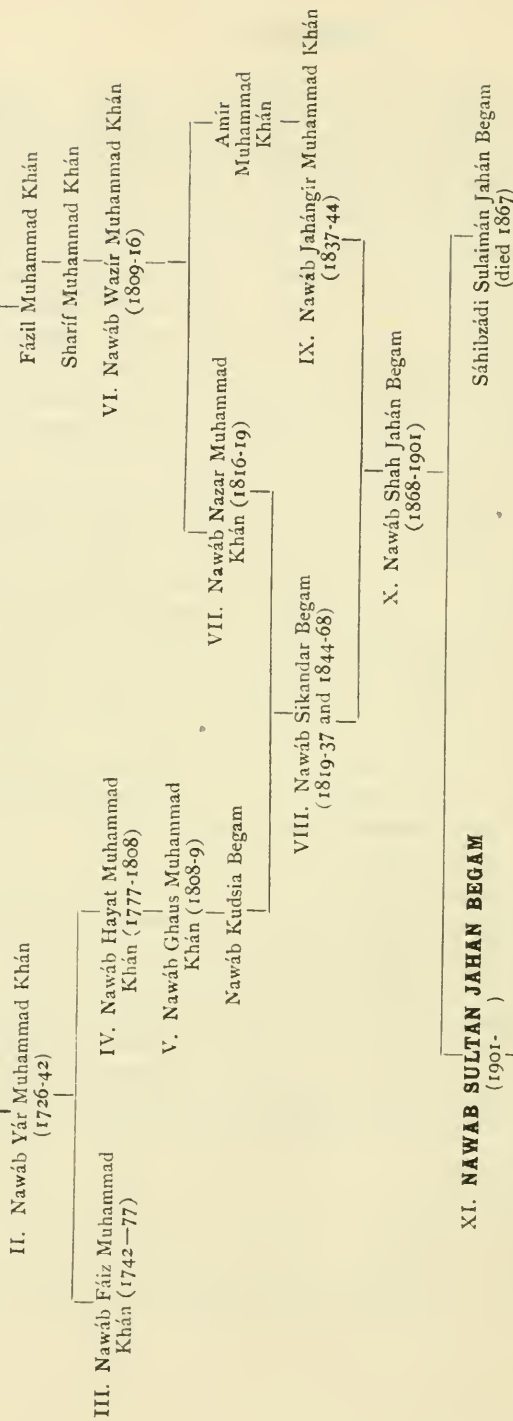 II. Nawáb Yár Muhammad Khán
(1726-42)
Fázil Muhammad Khán
Sharíf Muhammad Khán
III. Nawáb Fáiz Muhammad
Khán (1742—77)
IV. Nawáb Hayat Muhammad
Khán (1777-1808)
VI. Nawáb Wazír Muhammad Khán
(1809-16)
V. Nawáb Ghaus Muhammad
Khán (1808-9)
Nawáb Kudsia Begam
VII. Nawáb Nazar Muhammad
Khán (1816-19)
Amír
Muhammad
Khán
VIII. Nawáb Sikandar Begam
(1819-37 and 1844-68)
IX. Nawáb Jahángír Muhammad Khán
(1837-44)
X. Nawáb Shah Jahán Begam
(1868-1901)
XI. NAWAB SULTAN JAHAN BEGAM
(1901- )
Sáhibzádi Sulaimán Jahán Begam
(died 1867)